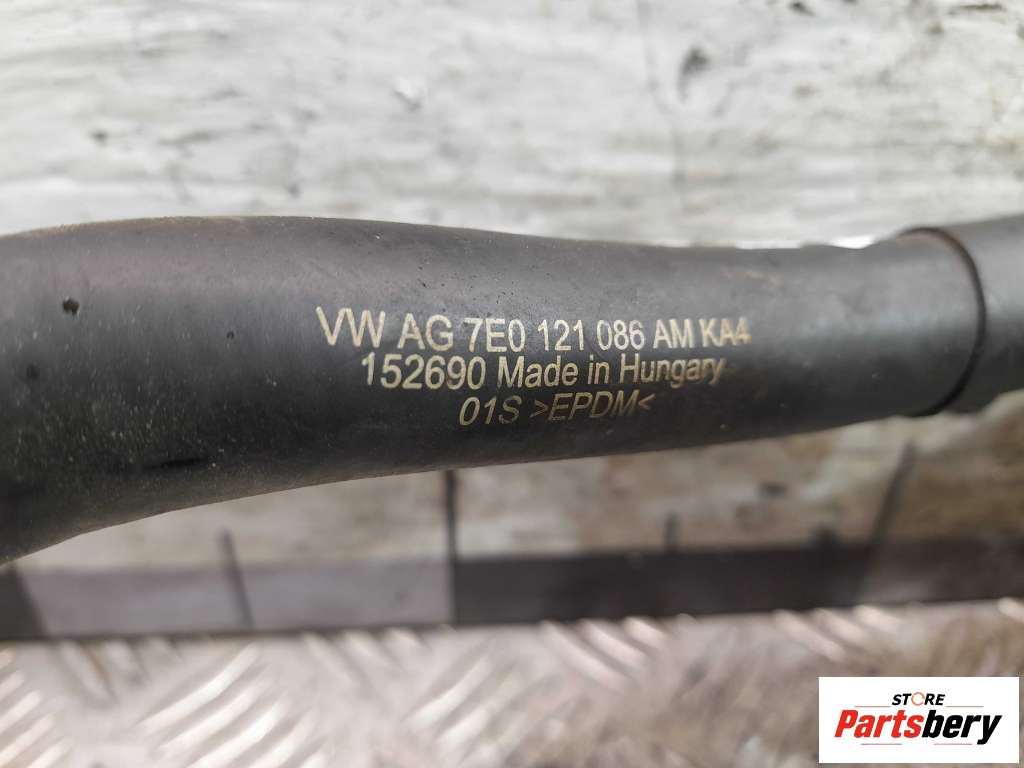 VW AG 7E0 121 086 AM KA4
152690 Made in Hungary
01S >EPDM<
STORE
Partsbery